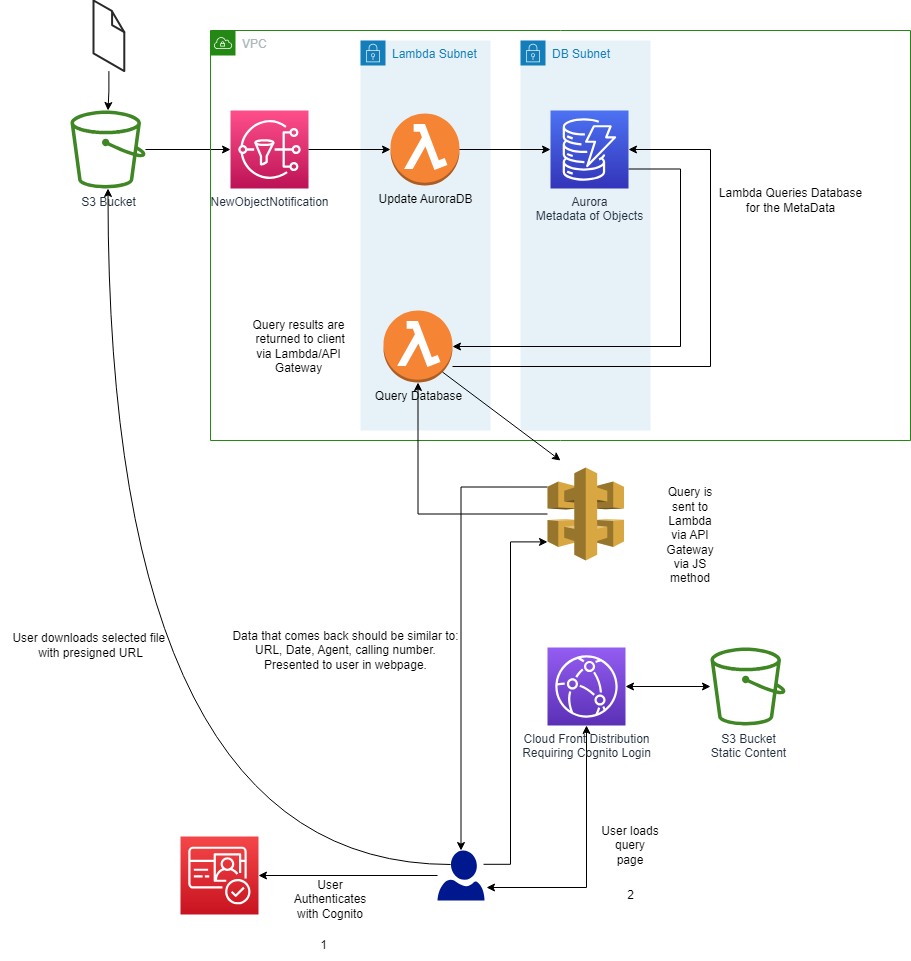 VPC
Lambda Subnet
DB Subnet
S3 Bucket
NewObjectNotification
Update AuroraDB
Aurora
Metadata of Objects
Lambda Queries Database
for the MetaData
Query results are
returned to client
via Lambda/API
Gateway
Query Database
Query is
sent to
Lambda
via API
Gateway
via JS
method
User downloads selected file
with presigned URL
Data that comes back should be similar to:
URL, Date, Agent, calling number.
Presented to user in webpage.
Cloud Front Distribution
Requiring Cognito Login
S3 Bucket
Static Content
User loads
query
page
2
User
Authenticates
with Cognito
1